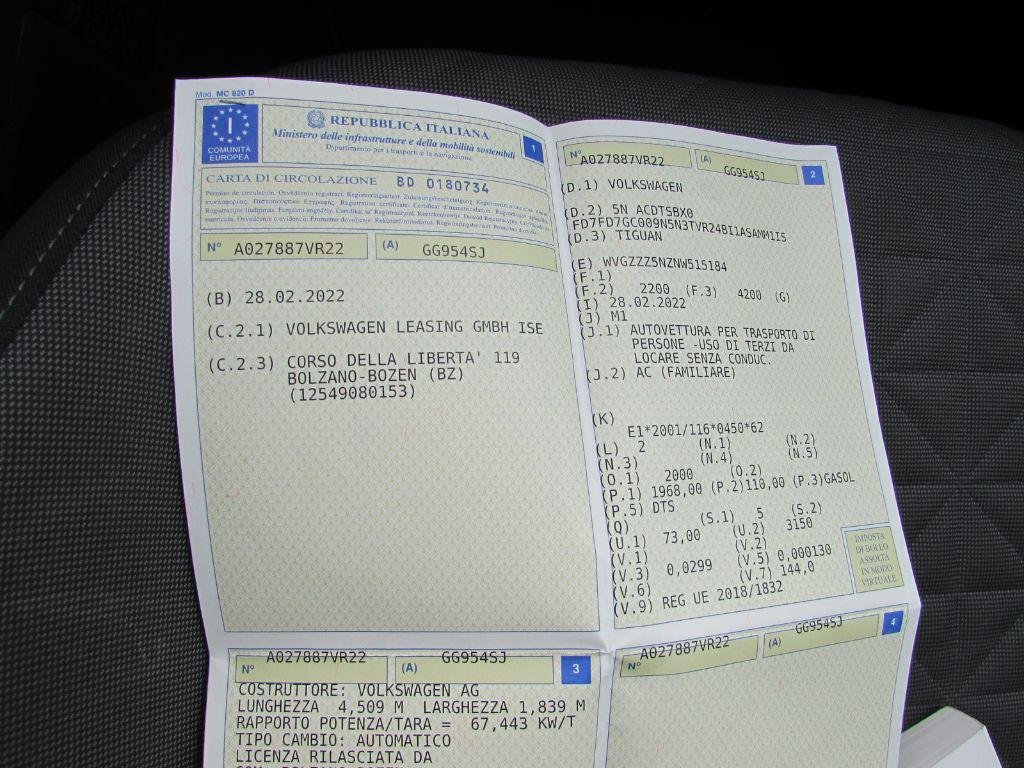 Mod. MC 820 D
I
COMUNITÀ
EUROPEA
REPUBBLICA ITALIANA
Ministero delle infrastrutture e della mobilità sostenibili
Dipartimento per i trasporti e la navigazione
1
CARTA DI CIRCOLAZIONE BD 0180734
N° A027887VR22 (A) GG954SJ
(B) 28.02.2022
(C.2.1) VOLKSWAGEN LEASING GMBH ISE
(C.2.3) CORSO DELLA LIBERTA' 119
BOLZANO-BOZEN (BZ)
(12549080153)
N° A027887VR22 (A) GG954SJ 2
(D.1) VOLKSWAGEN
(D.2) 5N ACDTSBX0
FD7FD7GC009N5N3TVR24BI1ASAMM1IS
(D.3) TIGUAN
(E) WVGZZZ5NZNW515184
(F.1)
(F.2) 2200 (F.3) 4200 (G)
(I) 28.02.2022
(J) M1
(J.1) AUTOVETTURA PER TRASPORTO DI
PERSONE -USO DI TERZI DA
LOCARE SENZA CONDUC.
(J.2) AC (FAMILIARE)
(K)
E1*2001/116*0450*62
(L) 2 (N.1) (N.2)
(N.3) (N.4) (N.5)
(O.1) 2000 (O.2)
(P.1) 1968,00 (P.2)110,00 (P.3)GASOL
(P.5) DTS
(Q) (S.1) 5 (S.2)
(U.1) 73,00 (U.2) 3150
(V.1) (V.2)
(V.3) 0,0299 (V.5) 0,000130
(V.6) (V.7) 144,0
(V.9) REG UE 2018/1832
IMPOSTA
DI BOLLO
ASSOLTA
IN MODO
VIRTUALE
N° A027887VR22 (A) GG954SJ 3
COSTRUTTORE: VOLKSWAGEN AG
LUNGHEZZA 4,509 M LARGHEZZA 1,839 M
RAPPORTO POTENZA/TARA = 67,443 KW/T
TIPO CAMBIO: AUTOMATICO
LICENZA RILASCIATA DA
N° A027887VR22 (A) GG954SJ 4